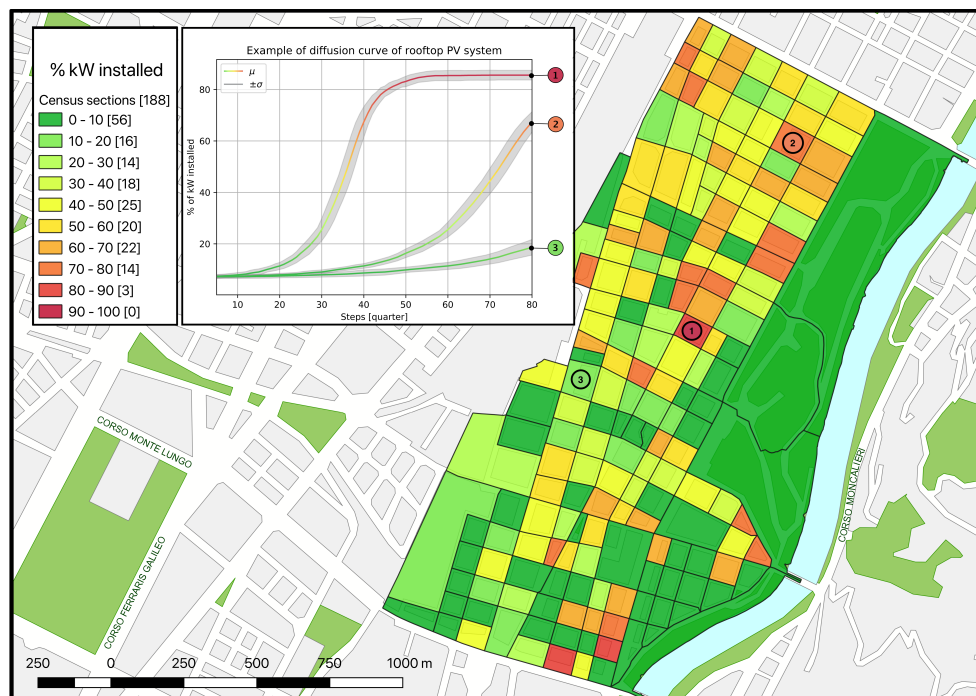 % kW installed
Census sections [188]
0 - 10 [56]
10 - 20 [16]
20 - 30 [14]
30 - 40 [18]
40 - 50 [25]
50 - 60 [20]
60 - 70 [22]
70 - 80 [14]
80 - 90 [3]
90 - 100 [0]
Example of diffusion curve of rooftop PV system
μ
±σ
% of kW installed
80
60
40
20
10
20
30
40
50
60
70
80
Steps [quarter]
1
2
3
2
1
3
CORSO MONTE LUNGO
CORSO FERRARIS GALILEO
CORSO MONCALIERI
250
0
250
500
750
1000 m